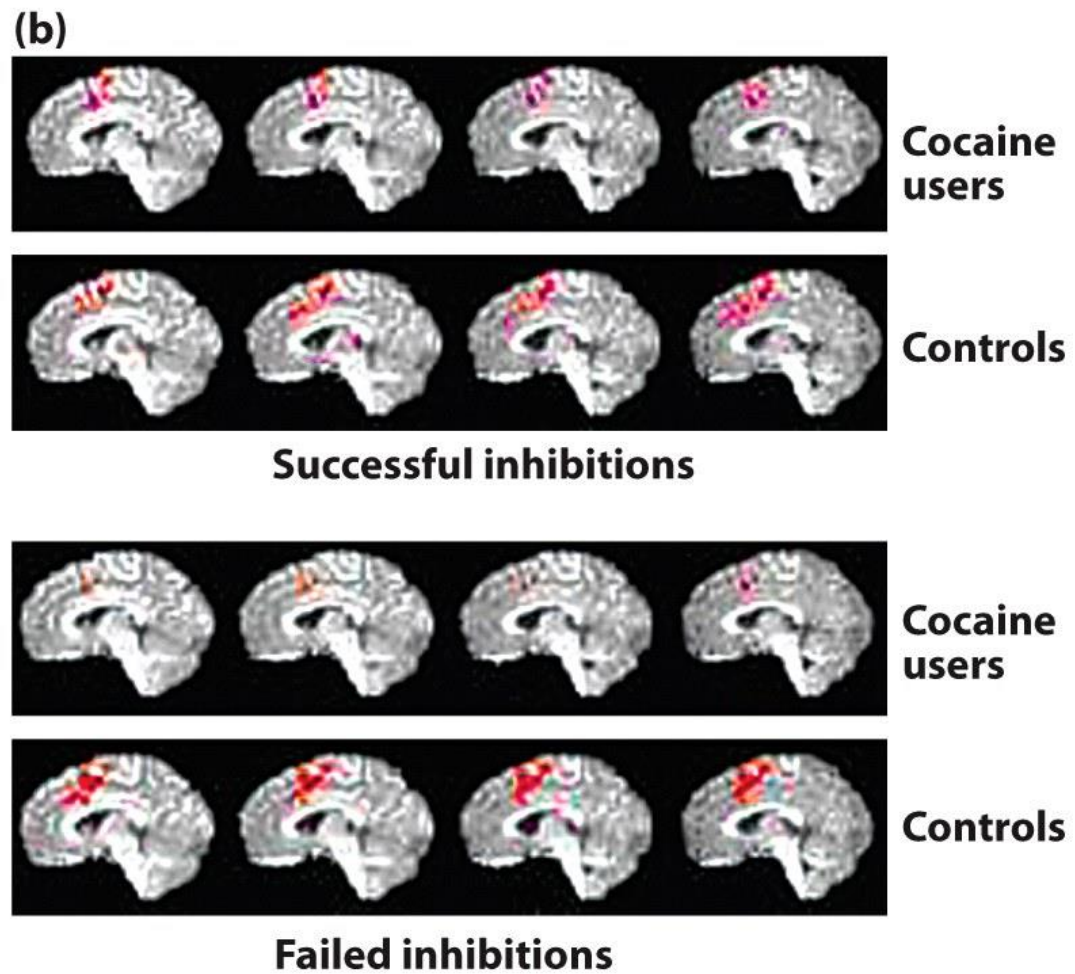 (b)
Cocaine
users
Controls
Successful inhibitions
Cocaine
users
Controls
Failed inhibitions